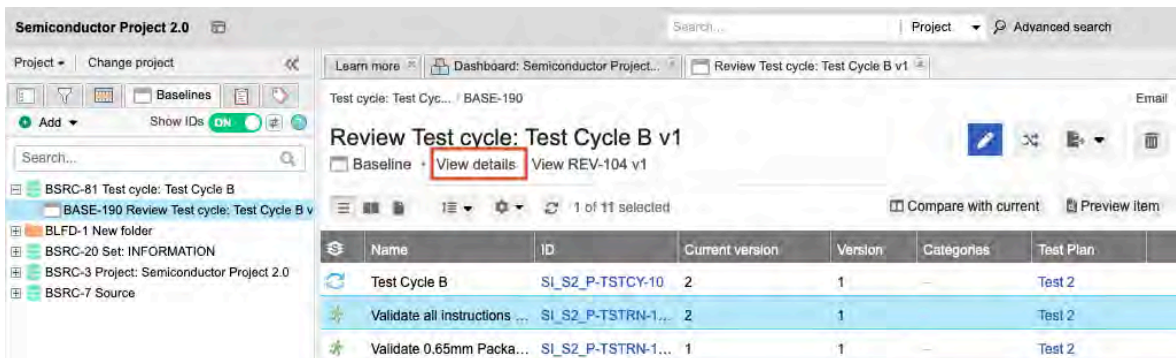 Semiconductor Project 2.0
Search... Project Advanced search
Project Change project
Learn more Dashboard: Semiconductor Project... Review Test cycle: Test Cycle B v1
Baselines
Test cycle: Test Cyc... / BASE-190 Email
Add Show IDs ON
Review Test cycle: Test Cycle B v1
Search...
Baseline • View details View REV-104 v1
BSRC-81 Test cycle: Test Cycle B
BASE-190 Review Test cycle: Test Cycle B v
1 of 11 selected Compare with current Preview item
BLFD-1 New folder
BSRC-20 Set: INFORMATION
BSRC-3 Project: Semiconductor Project 2.0
BSRC-7 Source
Name ID Current version Version Categories Test Plan
Test Cycle B SI_S2_P-TSTCY-10 2 1 – Test 2
Validate all instructions ... SI_S2_P-TSTRN-1... 2 1 – Test 2
Validate 0.65mm Packa... SI_S2_P-TSTRN-1... 1 1 – Test 2